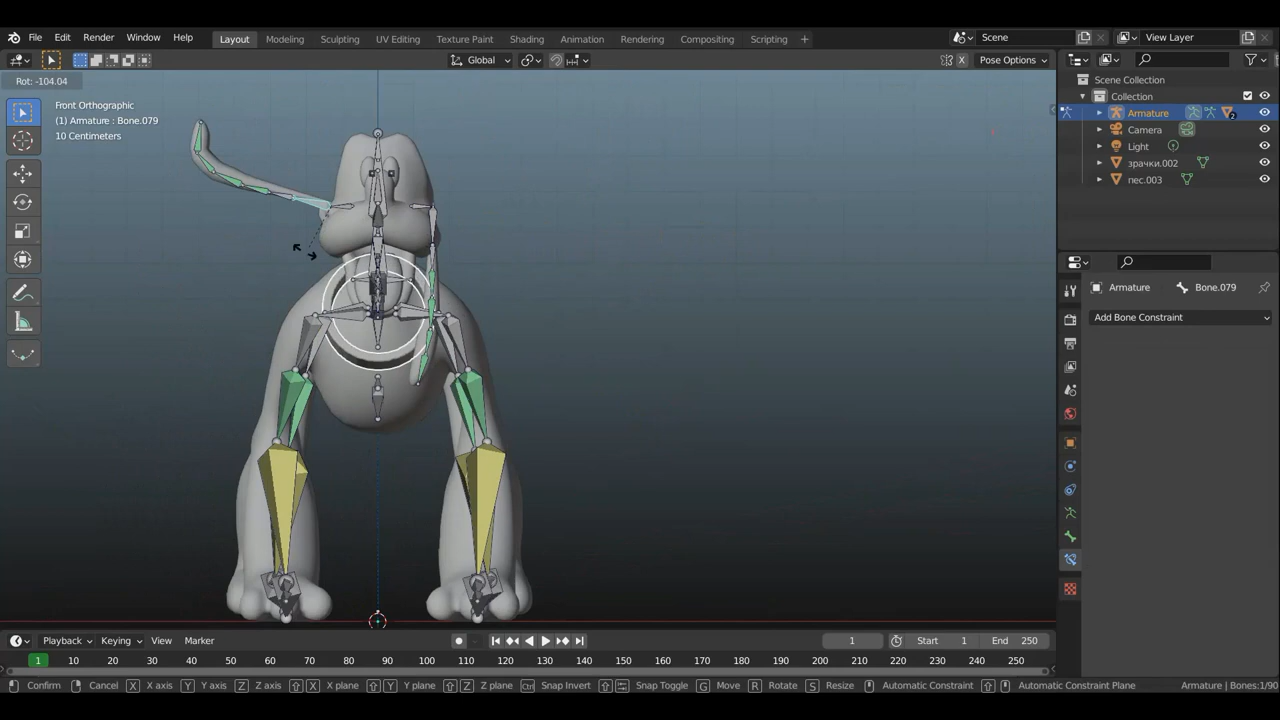 File Edit Render Window Help Layout Modeling Sculpting UV Editing Texture Paint Shading Animation Rendering Compositing Scripting + Scene View Layer
Global X Pose Options
Rot: -104.04
Front Orthographic
(1) Armature : Bone.079
10 Centimeters
Scene Collection
Collection
Armature 2
Camera
Light
зрачки.002
пес.003
Armature Bone.079
Add Bone Constraint
Playback Keying View Marker 1 Start 1 End 250
1 10 20 30 40 50 60 70 80 90 100 110 120 130 140 150 160 170 180 190 200 210 220 230 240 250
Confirm Cancel X X axis Y Y axis Z Z axis X X plane Y Y plane Z Z plane Ctrl Snap Invert Snap Toggle G Move R Rotate S Resize Automatic Constraint Automatic Constraint Plane Armature | Bones:1/90